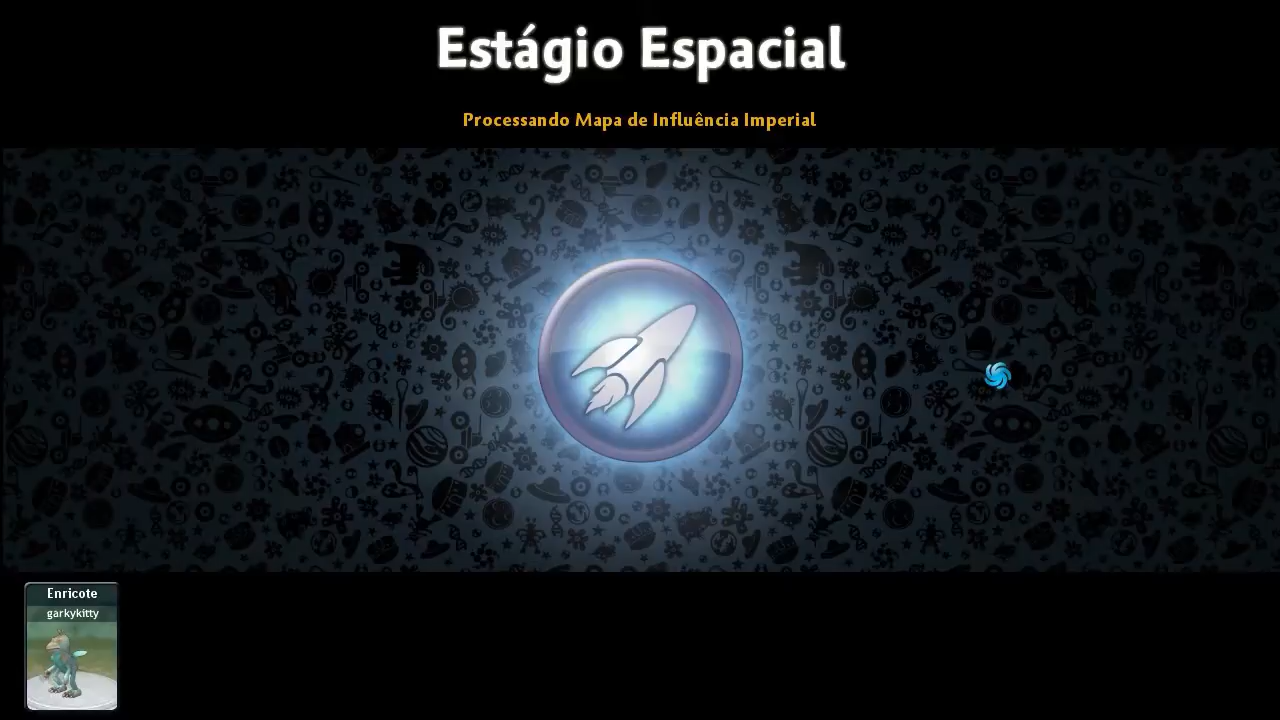 Estágio Espacial
Processando Mapa de Influência Imperial
Enricote
garkykitty